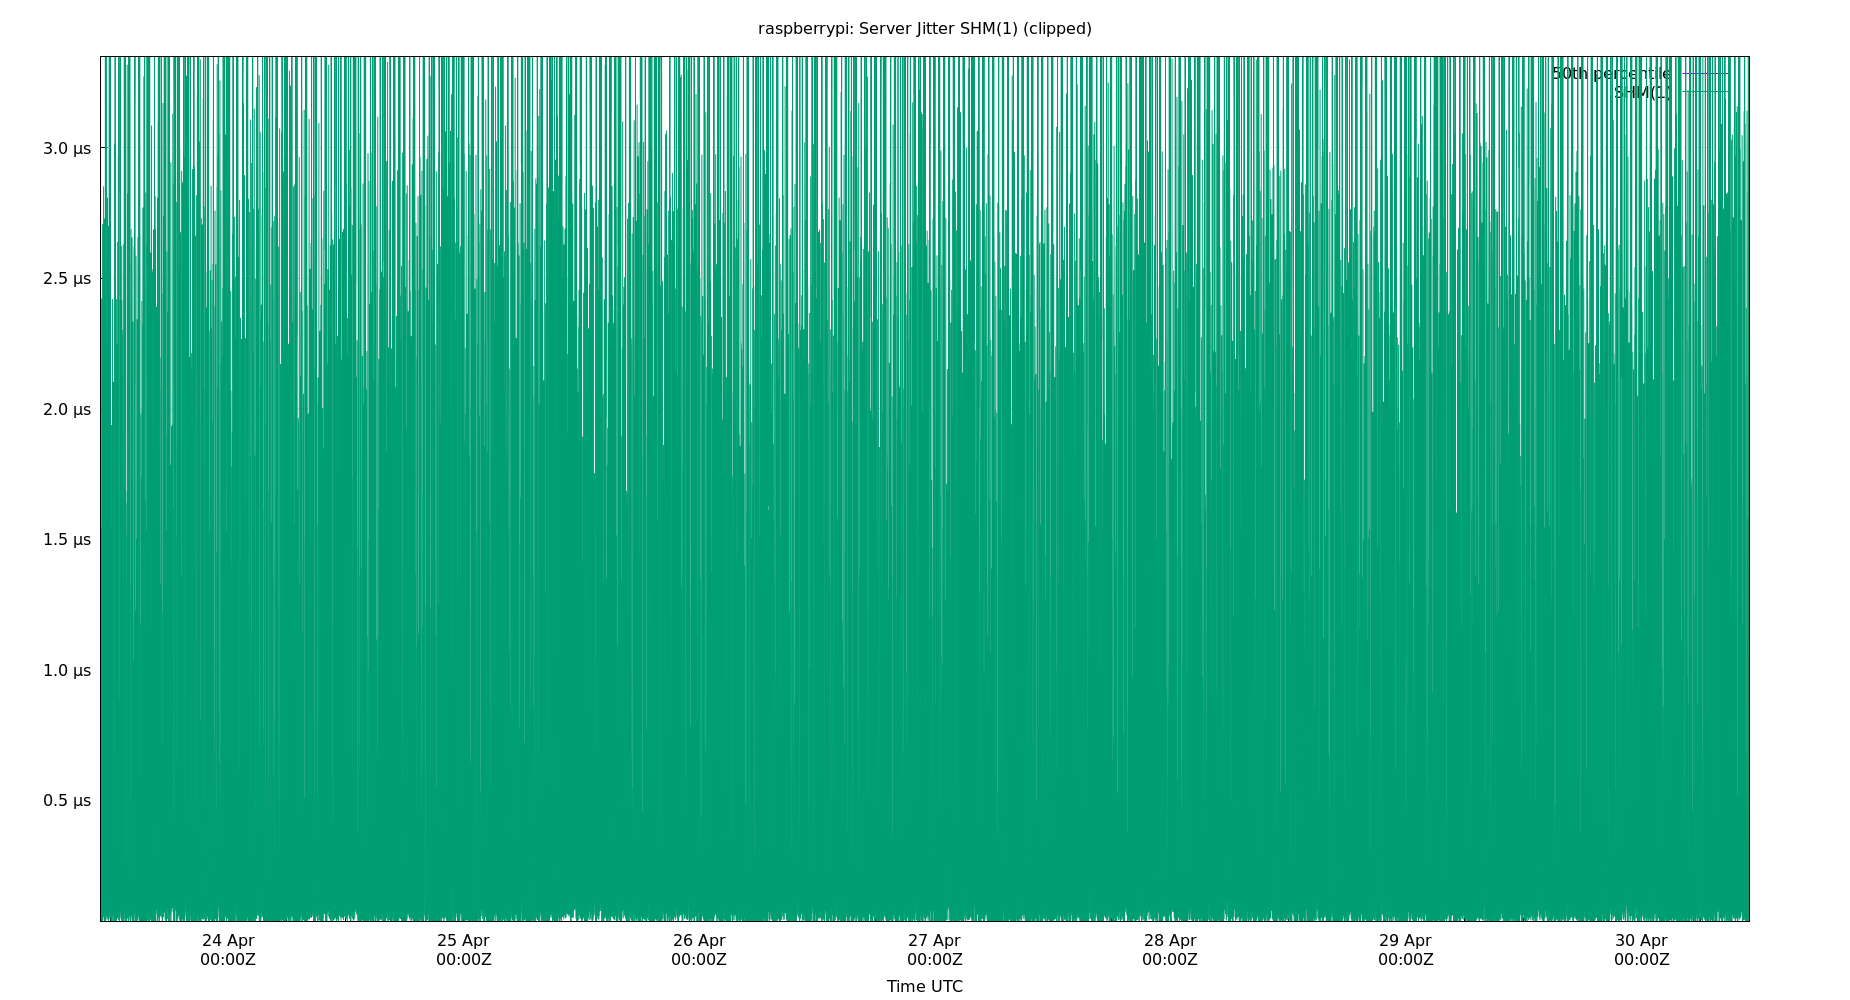 raspberrypi: Server Jitter SHM(1) (clipped)
50th percentile
SHM(1)
3.0 µs
2.5 µs
2.0 µs
1.5 µs
1.0 µs
0.5 µs
24 Apr
00:00Z
25 Apr
00:00Z
26 Apr
00:00Z
27 Apr
00:00Z
28 Apr
00:00Z
29 Apr
00:00Z
30 Apr
00:00Z
Time UTC